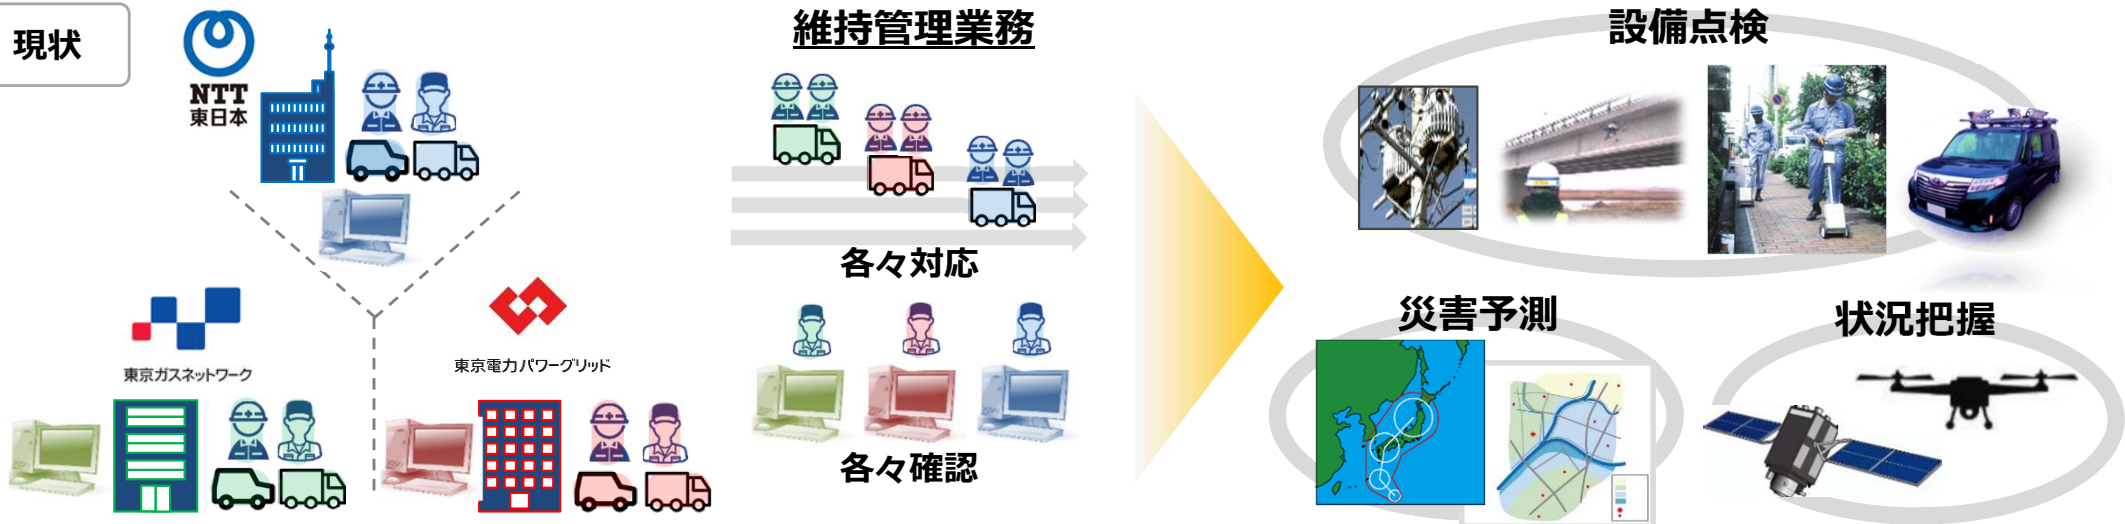 現状
NTT
東日本
東京ガスネットワーク
東京電力パワーグリッド
維持管理業務
各々対応
各々確認
設備点検
災害予測
状況把握